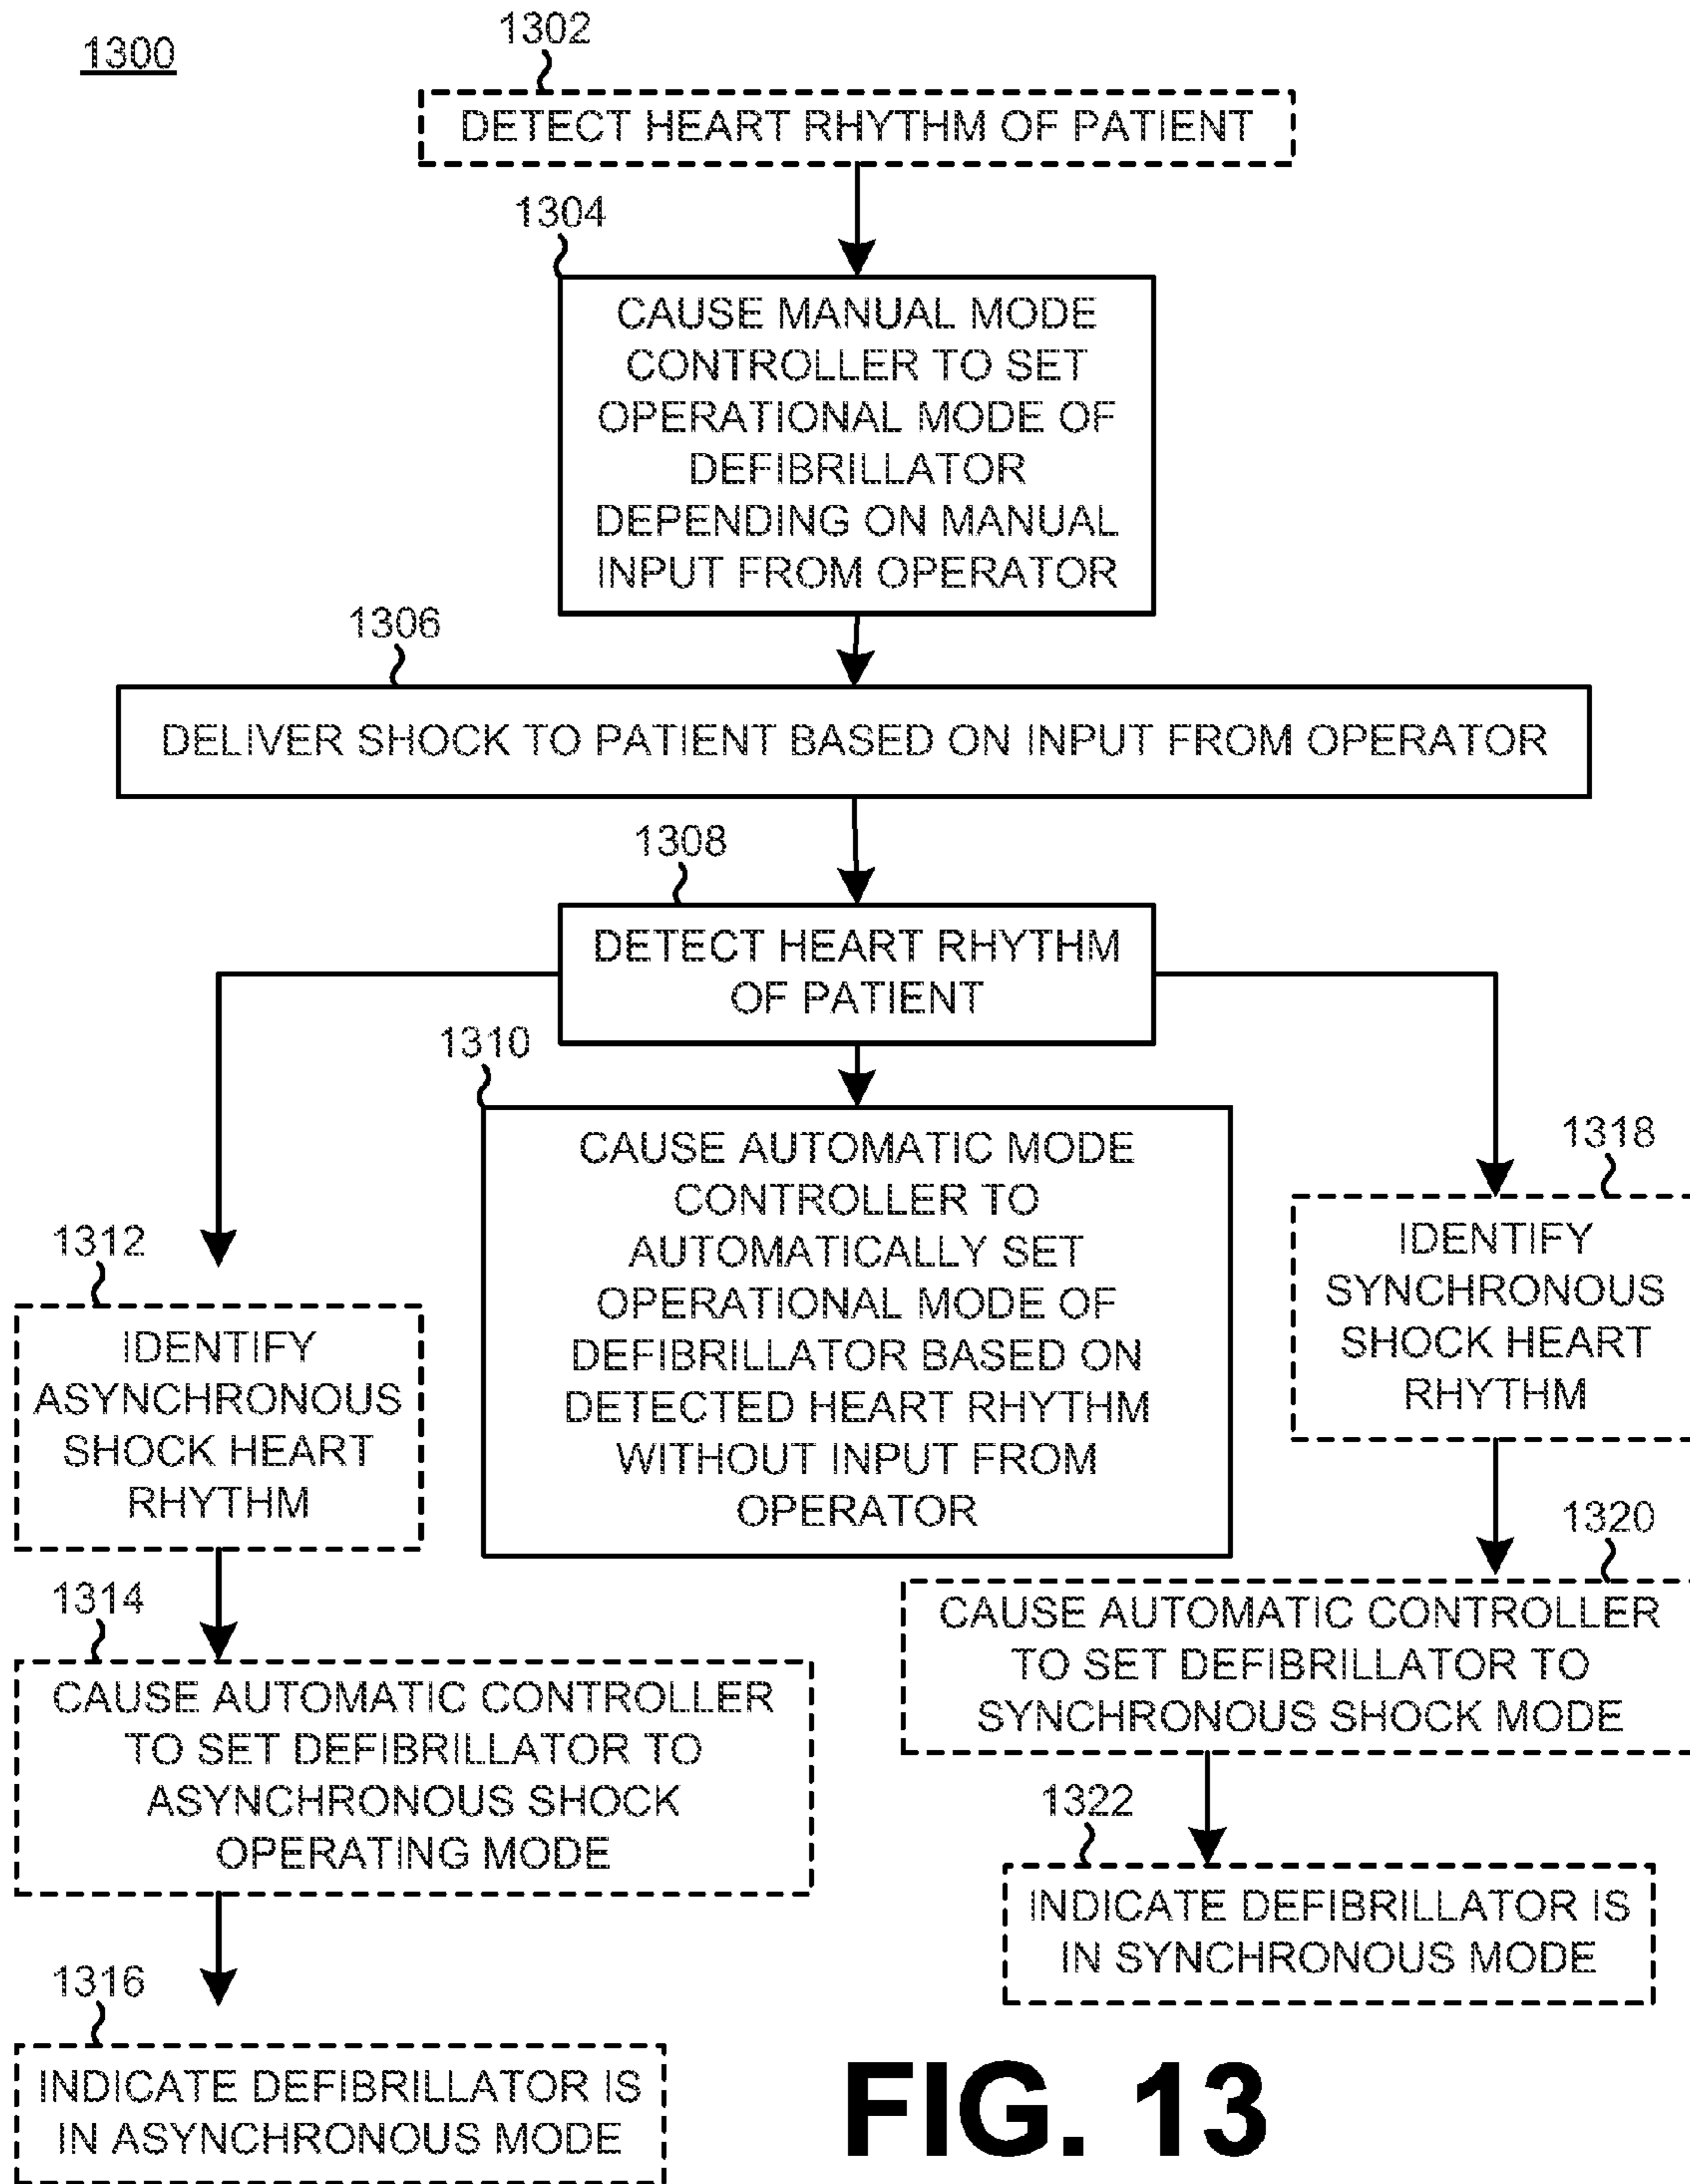 1300
1302
DETECT HEART RHYTHM OF PATIENT
1304
CAUSE MANUAL MODE
CONTROLLER TO SET
OPERATIONAL MODE OF
DEFIBRILLATOR
DEPENDING ON MANUAL
INPUT FROM OPERATOR
1306
DELIVER SHOCK TO PATIENT BASED ON INPUT FROM OPERATOR
1308
DETECT HEART RHYTHM
OF PATIENT
1310
CAUSE AUTOMATIC MODE
CONTROLLER TO
AUTOMATICALLY SET
OPERATIONAL MODE OF
DEFIBRILLATOR BASED ON
DETECTED HEART RHYTHM
WITHOUT INPUT FROM
OPERATOR
1312
IDENTIFY
ASYNCHRONOUS
SHOCK HEART
RHYTHM
1314
CAUSE AUTOMATIC CONTROLLER
TO SET DEFIBRILLATOR TO
ASYNCHRONOUS SHOCK
OPERATING MODE
1316
INDICATE DEFIBRILLATOR IS
IN ASYNCHRONOUS MODE
1318
IDENTIFY
SYNCHRONOUS
SHOCK HEART
RHYTHM
1320
CAUSE AUTOMATIC CONTROLLER
TO SET DEFIBRILLATOR TO
SYNCHRONOUS SHOCK MODE
1322
INDICATE DEFIBRILLATOR IS
IN SYNCHRONOUS MODE
FIG. 13